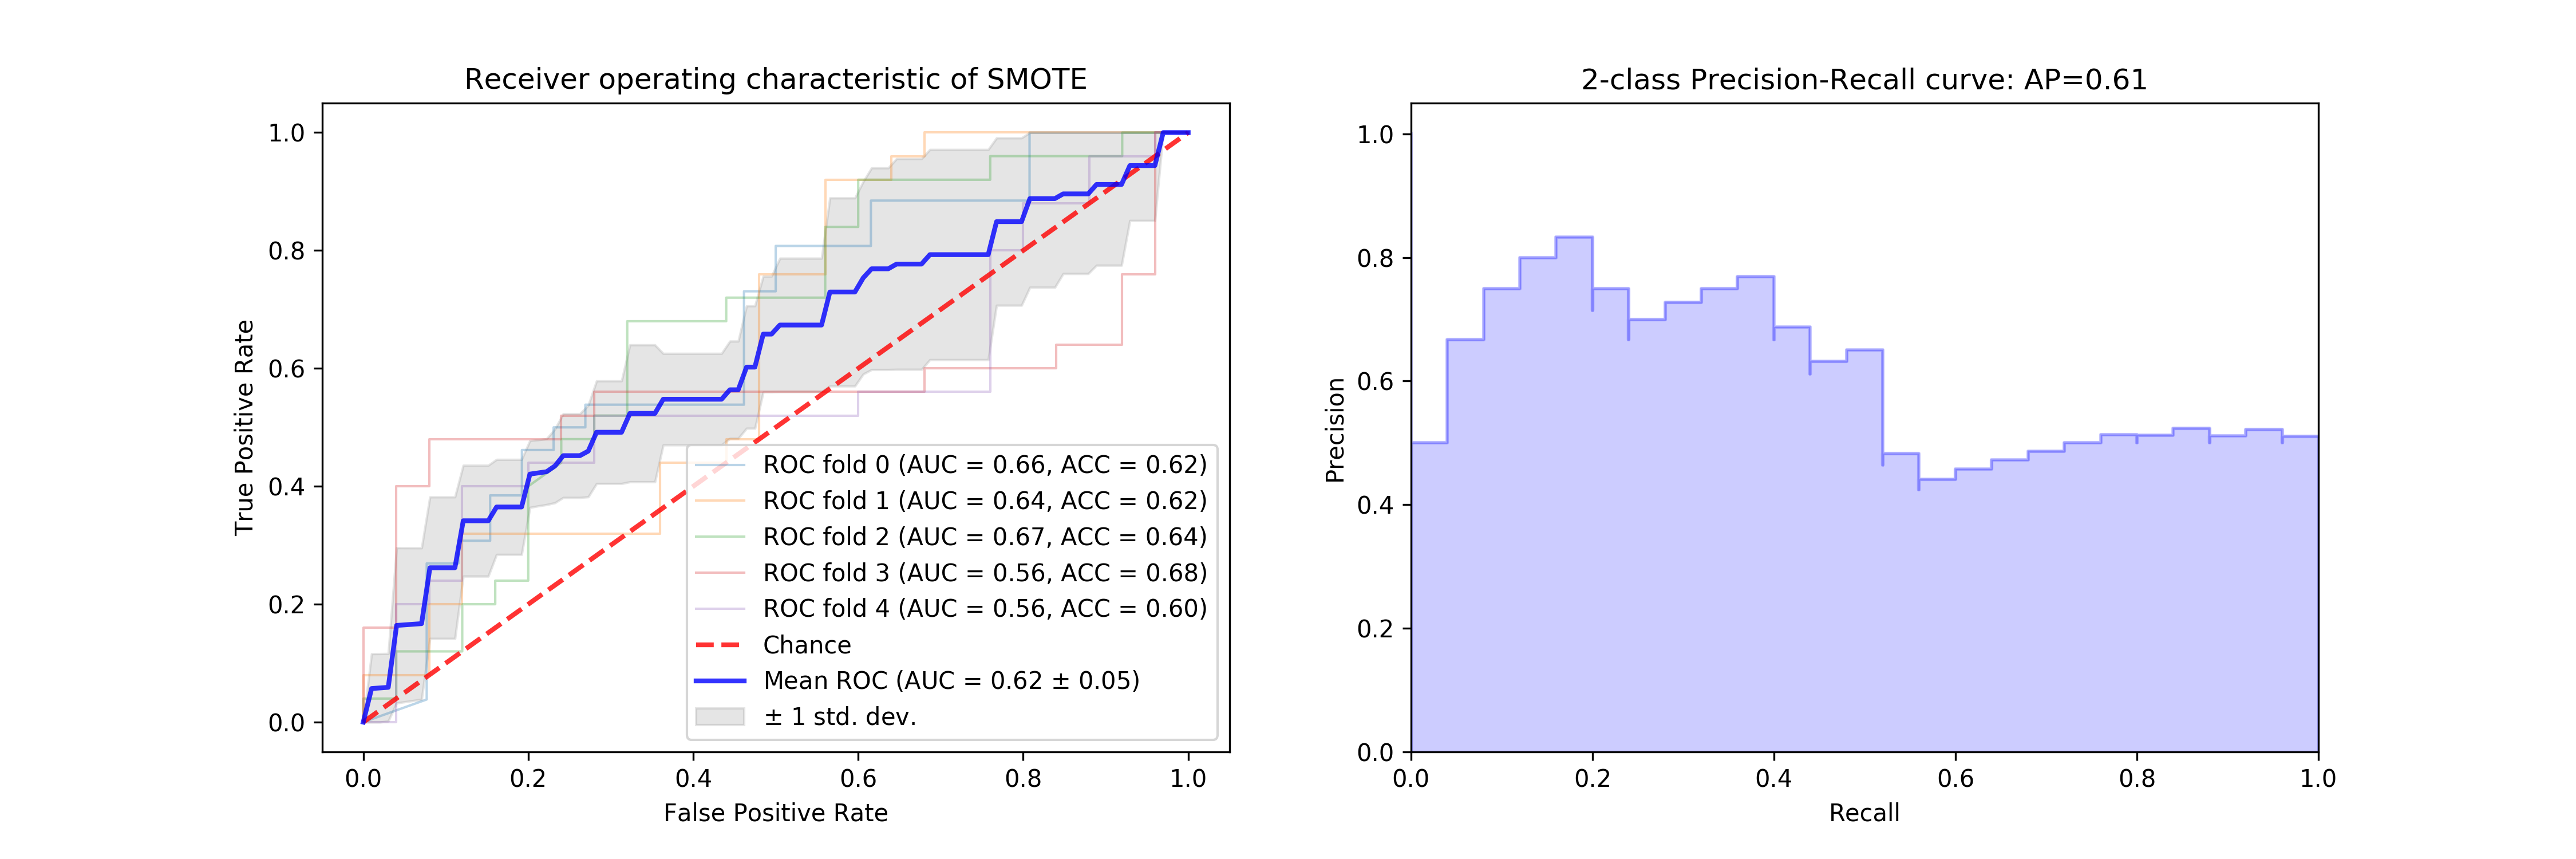 Receiver operating characteristic of SMOTE
True Positive Rate
1.0
0.8
0.6
0.4
0.2
0.0
ROC fold 0 (AUC = 0.66, ACC = 0.62)
ROC fold 1 (AUC = 0.64, ACC = 0.62)
ROC fold 2 (AUC = 0.67, ACC = 0.64)
ROC fold 3 (AUC = 0.56, ACC = 0.68)
ROC fold 4 (AUC = 0.56, ACC = 0.60)
Chance
Mean ROC (AUC = 0.62 ± 0.05)
± 1 std. dev.
0.0 0.2 0.4 0.6 0.8 1.0
False Positive Rate
2-class Precision-Recall curve: AP=0.61
Precision
1.0
0.8
0.6
0.4
0.2
0.0
0.0 0.2 0.4 0.6 0.8 1.0
Recall